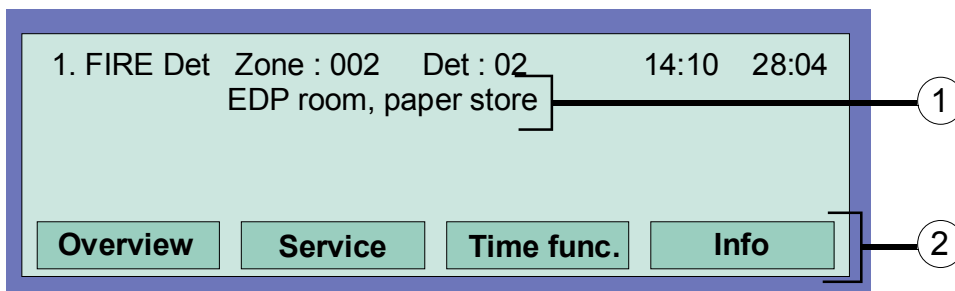 1. FIRE Det Zone : 002 Det : 02 14:10 28:04
EDP room, paper store
1
Overview Service Time func. Info
2